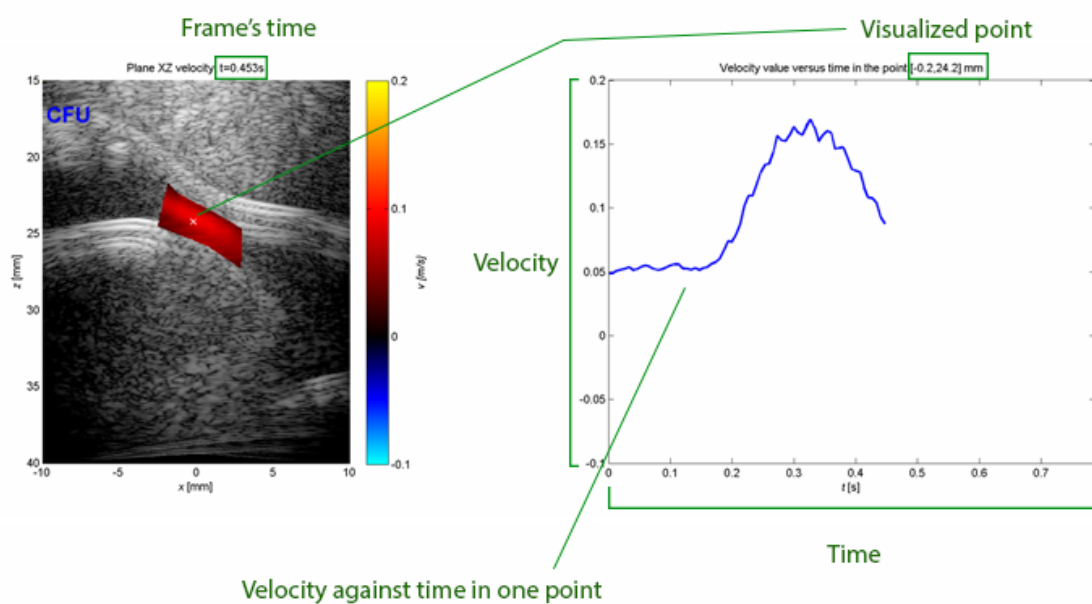 Frame's time
Visualized point
Plane XZ velocity t=0.453s
Velocity value versus time in the point [-0.2,24.2] mm
CFU
15
20
25
30
35
40
-10
-5
0
5
10
z [mm]
x [mm]
0.2
0.1
0
-0.1
v [m/s]
Velocity
0.2
0.15
0.1
0.05
0
-0.05
-0.1
0
0.1
0.2
0.3
0.4
0.5
0.6
0.7
t [s]
Time
Velocity against time in one point